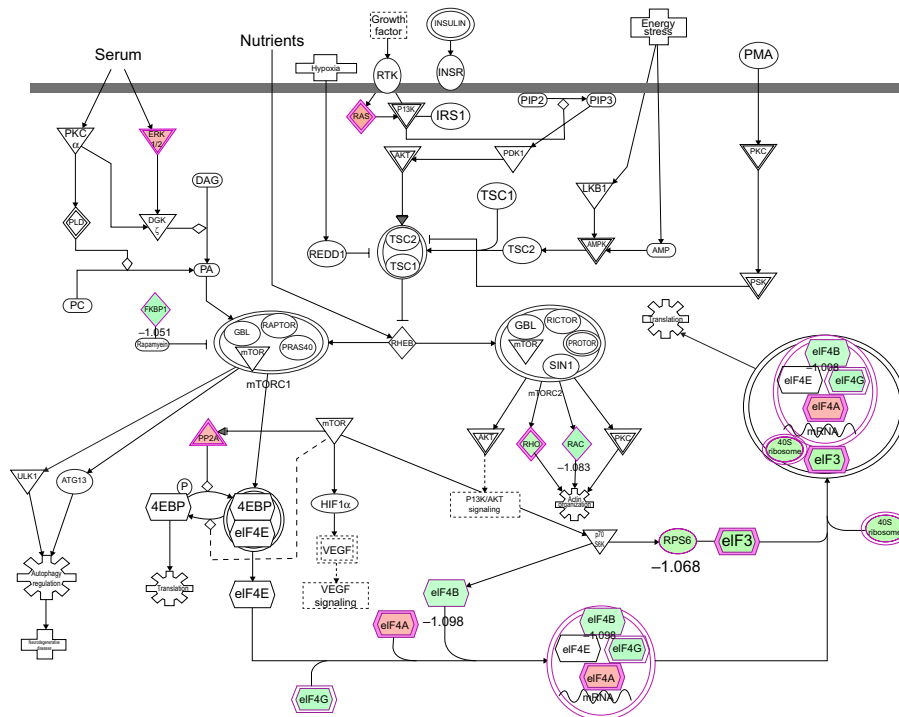 Growth
factor
INSULIN
Energy
stress
Serum
Nutrients
Hypoxia
RTK
INSR
PMA
RAS
P13K
IRS1
PIP2
PIP3
PKC
α
ERK
1/2
AKT
PDK1
PKC
DAG
LKB1
TSC1
PLD
DGK
ζ
REDD1
TSC2
TSC1
TSC2
AMPK
AMP
PA
PC
PSK
FKBP1
–1.051
Rapamyein
GBL
RAPTOR
mTOR
PRAS40
mTORC1
RHEB
GBL
RICTOR
mTOR
PROTOR
SIN1
mTORC2
Translation
eIF4B
–1.098
eIF4E
eIF4G
eIF4A
mRNA
40S
ribosome
eIF3
PP2A
mTOR
AKT
RHO
RAC
–1.083
PKC
ULK1
ATG13
P
4EBP
4EBP
eIF4E
HIF1α
P13K/AKT
signaling
Actin
organization
p70
S6K
RPS6
–1.068
eIF3
40S
ribosome
VEGF
Autophagy
regulation
Translation
eIF4E
VEGF
signaling
eIF4B
–1.098
eIF4A
eIF4B
–1.098
eIF4E
eIF4G
eIF4A
mRNA
Neurodegenerative
disease
eIF4G